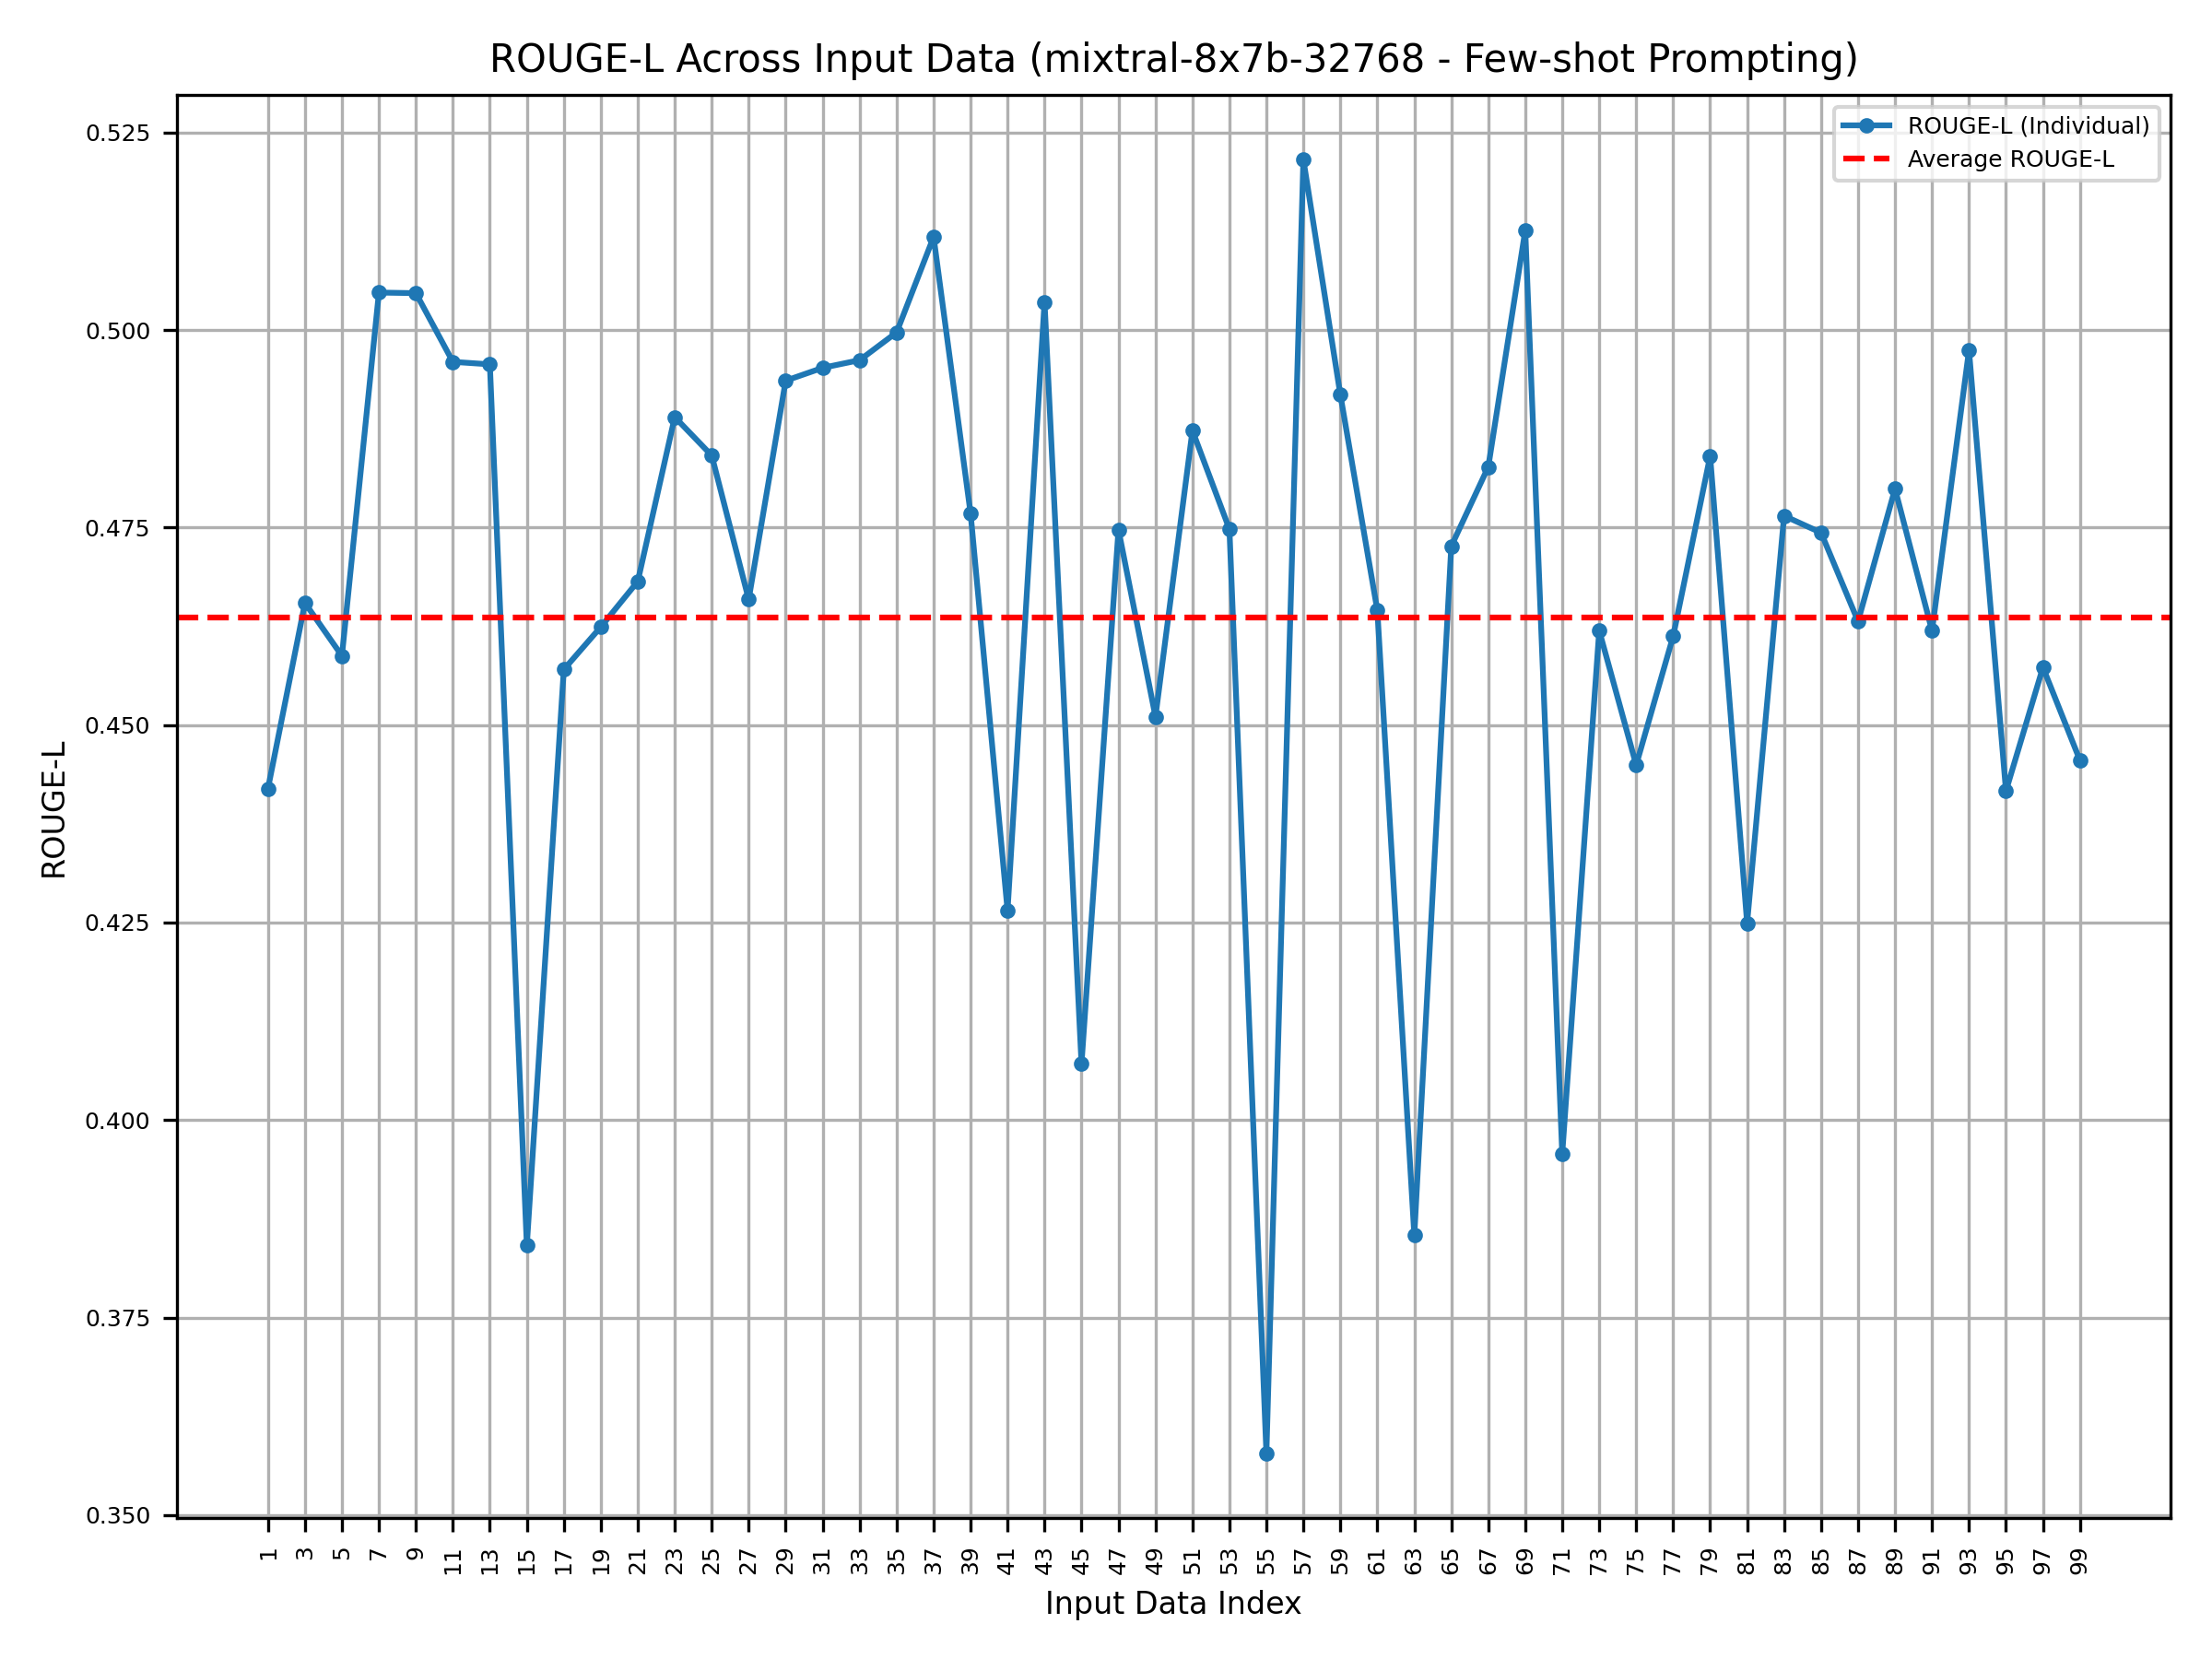 ROUGE-L Across Input Data (mixtral-8x7b-32768 - Few-shot Prompting)
ROUGE-L (Individual)
Average ROUGE-L
ROUGE-L
0.525
0.500
0.475
0.450
0.425
0.400
0.375
0.350
1 3 5 7 9 11 13 15 17 19 21 23 25 27 29 31 33 35 37 39 41 43 45 47 49 51 53 55 57 59 61 63 65 67 69 71 73 75 77 79 81 83 85 87 89 91 93 95 97 99
Input Data Index